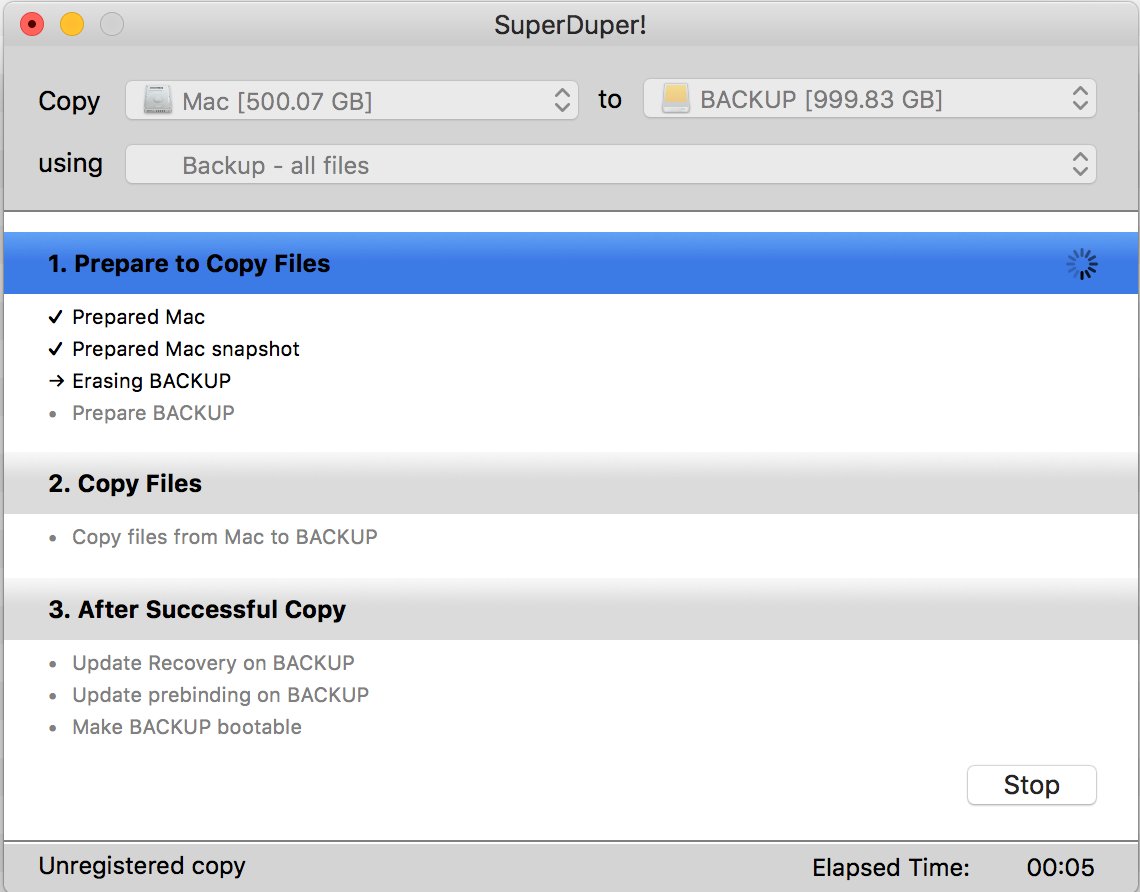 SuperDuper!
Copy Mac [500.07 GB] to BACKUP [999.83 GB]
using Backup - all files
1. Prepare to Copy Files
✓ Prepared Mac
✓ Prepared Mac snapshot
→ Erasing BACKUP
• Prepare BACKUP
2. Copy Files
• Copy files from Mac to BACKUP
3. After Successful Copy
• Update Recovery on BACKUP
• Update prebinding on BACKUP
• Make BACKUP bootable
Stop
Unregistered copy Elapsed Time: 00:05